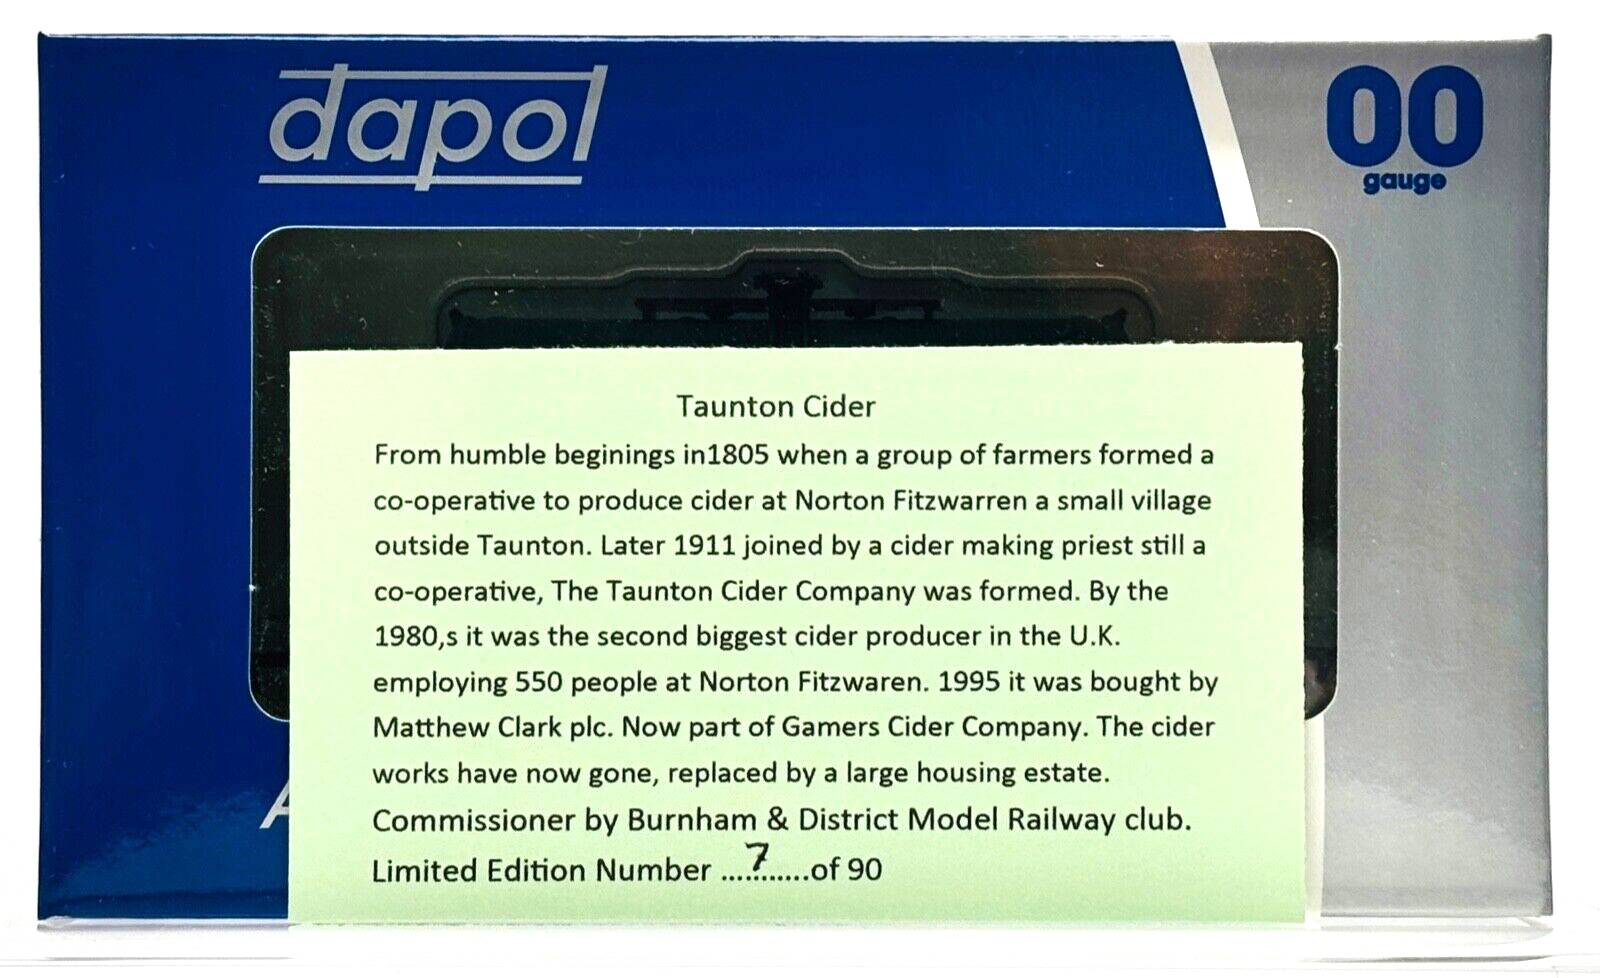 dapol
00
gauge
Taunton Cider
From humble beginings in1805 when a group of farmers formed a
co-operative to produce cider at Norton Fitzwarren a small village
outside Taunton. Later 1911 joined by a cider making priest still a
co-operative, The Taunton Cider Company was formed. By the
1980,s it was the second biggest cider producer in the U.K.
employing 550 people at Norton Fitzwaren. 1995 it was bought by
Matthew Clark plc. Now part of Gamers Cider Company. The cider
works have now gone, replaced by a large housing estate.
Commissioner by Burnham & District Model Railway club.
Limited Edition Number ....7.....of 90